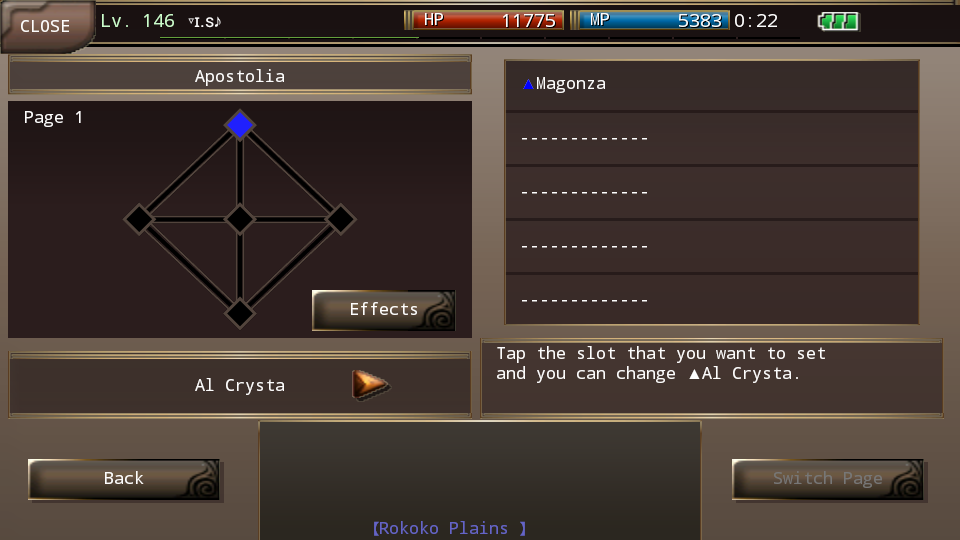 CLOSE
Lv. 146 ▿I.S♪
HP 11775
MP 5383
0:22
Apostolia
Page 1
Effects
Al Crysta
▲Magonza
-------------
-------------
-------------
-------------
Tap the slot that you want to set
and you can change ▲Al Crysta.
Back
Switch Page
【Rokoko Plains 】